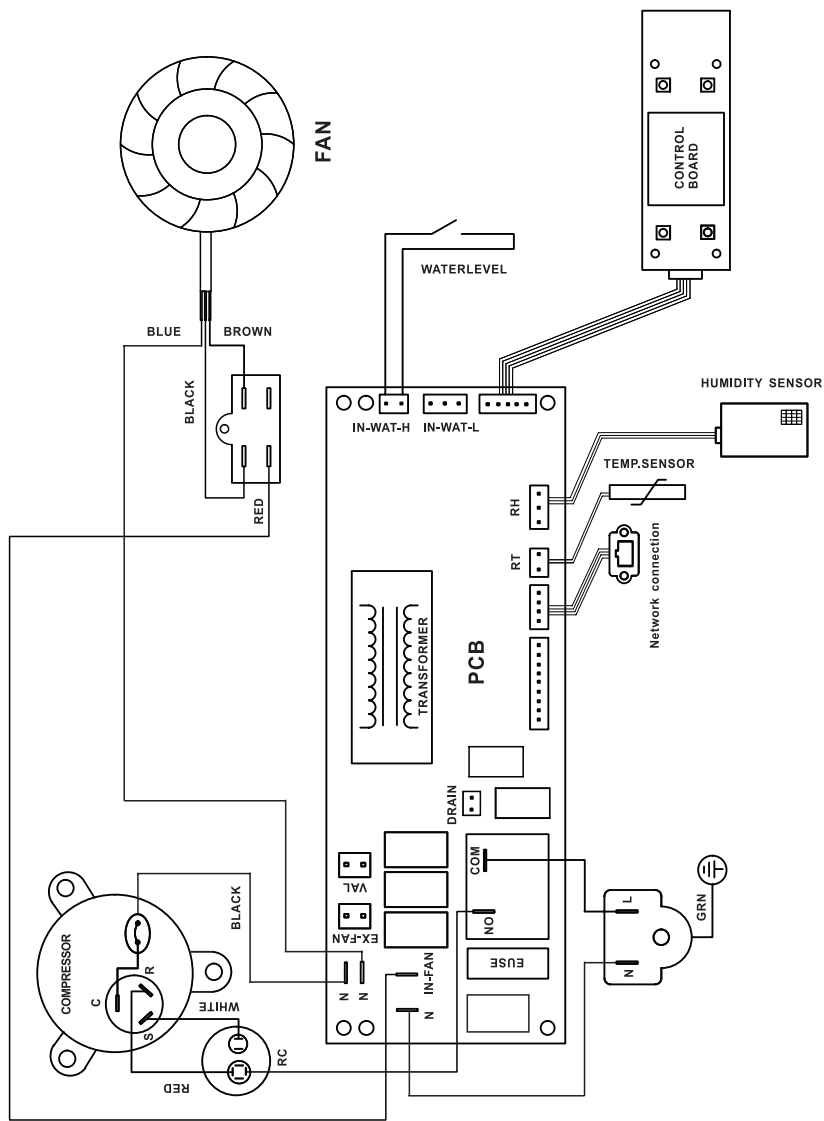 FAN
CONTROL
BOARD
WATERLEVEL
BLUE
BROWN
BLACK
RED
HUMIDITY SENSOR
IN-WAT-H
IN-WAT-L
TEMP.SENSOR
RH
RT
Network connection
TRANSFORMER
PCB
DRAIN
VAL
COM
EX-FAN
NO
BLACK
COMPRESSOR
C
R
S
WHITE
N
N
IN-FAN
N
EUSE
L
N
GRN
RED
RC